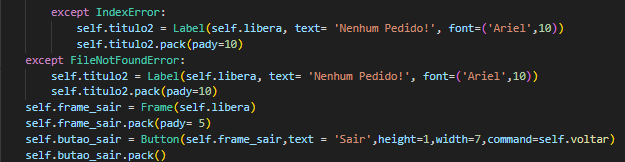 except IndexError:
self.titulo2 = Label(self.libera, text= 'Nenhum Pedido!', font=('Ariel',10))
self.titulo2.pack(pady=10)
except FileNotFoundError:
self.titulo2 = Label(self.libera, text= 'Nenhum Pedido!', font=('Ariel',10))
self.titulo2.pack(pady=10)
self.frame_sair = Frame(self.libera)
self.frame_sair.pack(pady= 5)
self.butao_sair = Button(self.frame_sair,text = 'Sair',height=1,width=7,command=self.voltar)
self.butao_sair.pack()